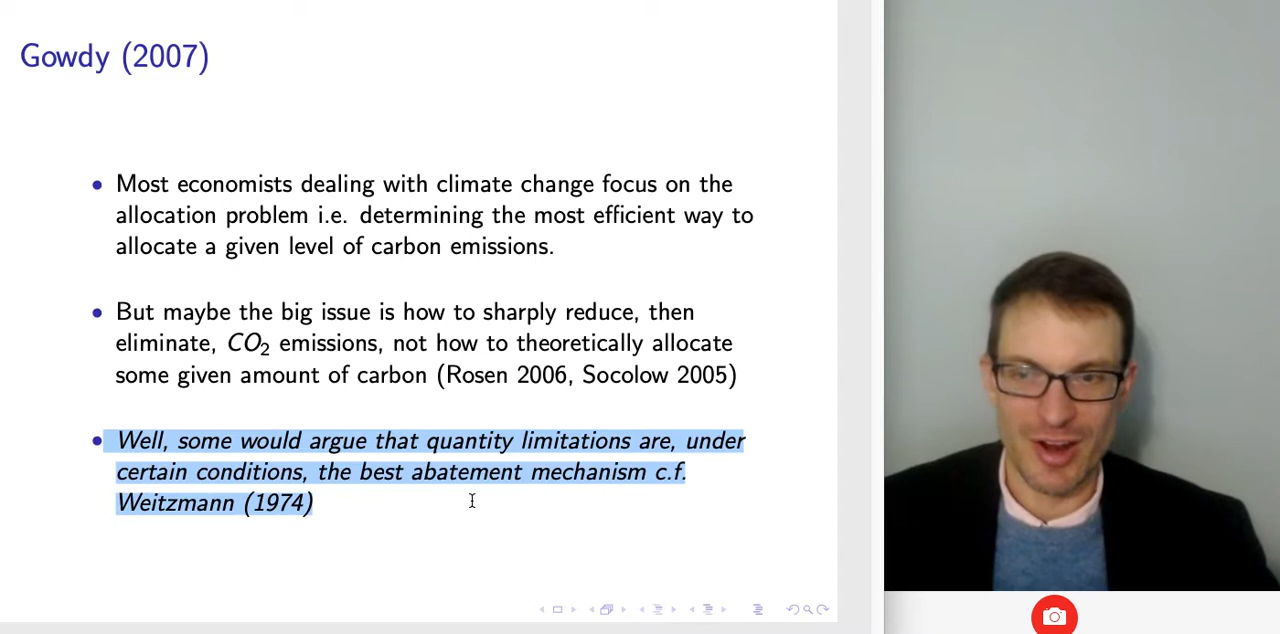 Gowdy (2007)
• Most economists dealing with climate change focus on the
allocation problem i.e. determining the most efficient way to
allocate a given level of carbon emissions.
• But maybe the big issue is how to sharply reduce, then
eliminate, CO₂ emissions, not how to theoretically allocate
some given amount of carbon (Rosen 2006, Socolow 2005)
• Well, some would argue that quantity limitations are, under
certain conditions, the best abatement mechanism c.f.
Weitzmann (1974)